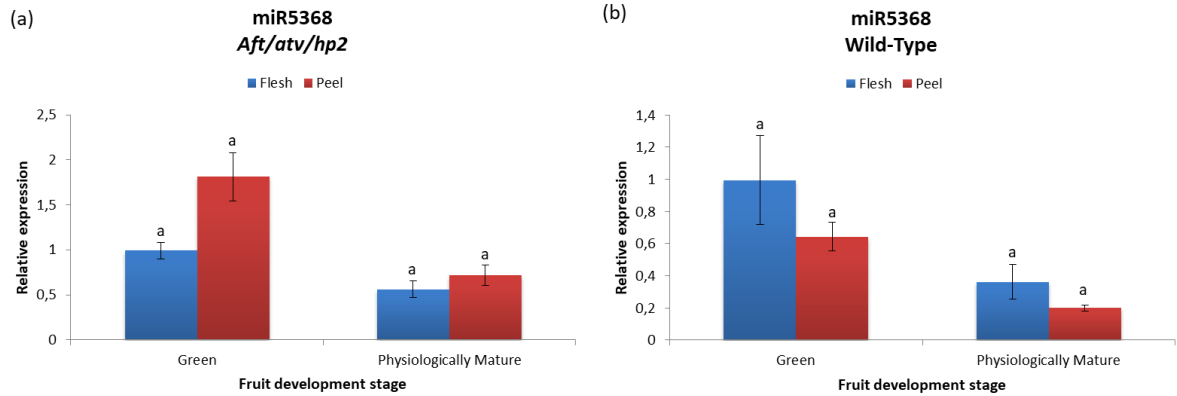 (a)
miR5368
Aft/atv/hp2
Flesh Peel
2,5
2
1,5
1
0,5
0
Relative expression
a
a
a
a
Green Physiologically Mature
Fruit development stage
(b)
miR5368
Wild-Type
Flesh Peel
1,4
1,2
1
0,8
0,6
0,4
0,2
0
Relative expression
a
a
a
a
Green Physiologically Mature
Fruit development stage